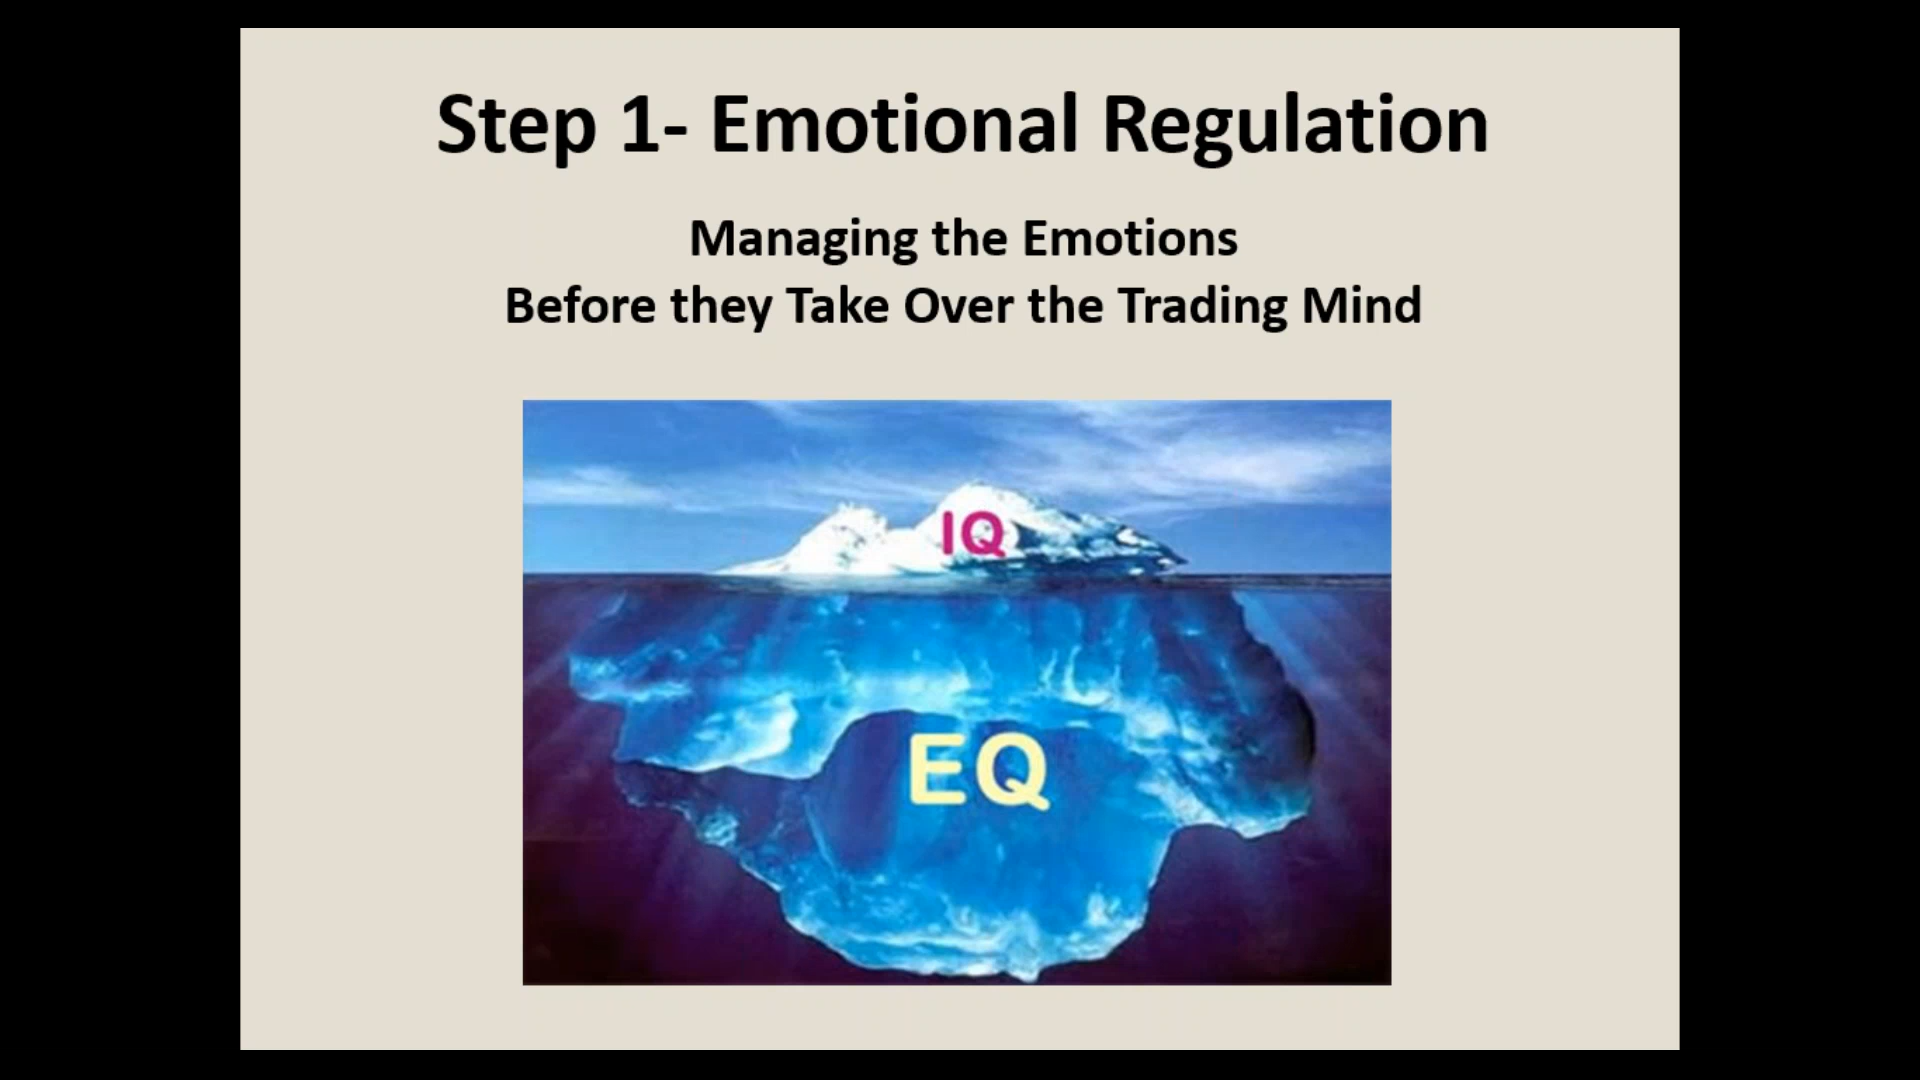 Step 1- Emotional Regulation
Managing the Emotions
Before they Take Over the Trading Mind
IQ
EQ